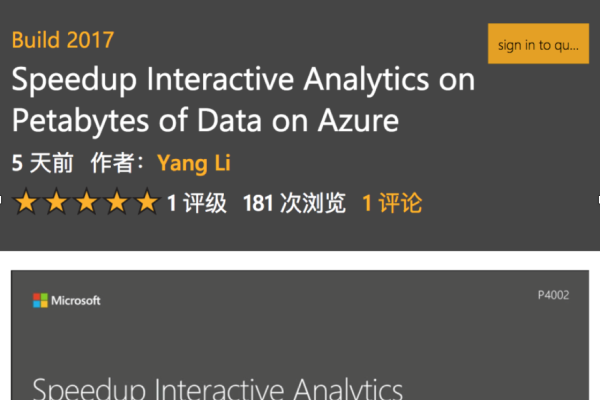 Build 2017
sign in to qu...
Speedup Interactive Analytics on
Petabytes of Data on Azure
5 天前 作者：Yang Li
1 评级 181 次浏览 1 评论
Microsoft
P4002
Speedup Interactive Analytics